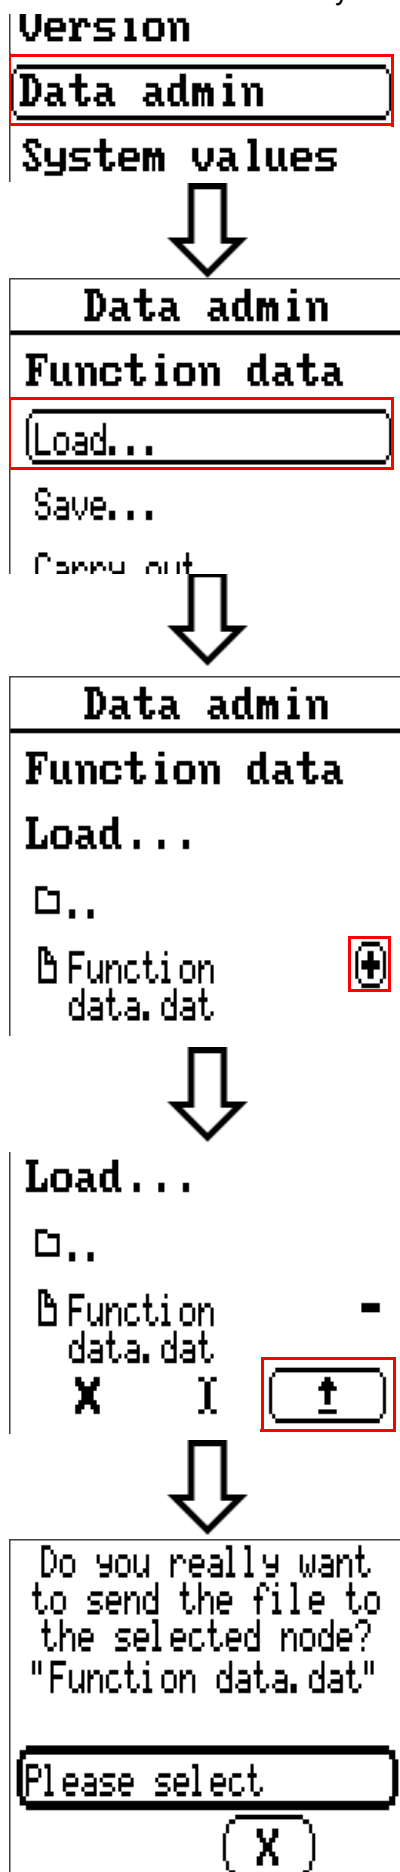 Version
Data admin
System values
Data admin
Function data
Load...
Save...
Carry out
Data admin
Function data
Load...
..
Function
data.dat
Load...
..
Function
data.dat
Do you really want
to send the file to
the selected node?
"Function data.dat"
Please select
X